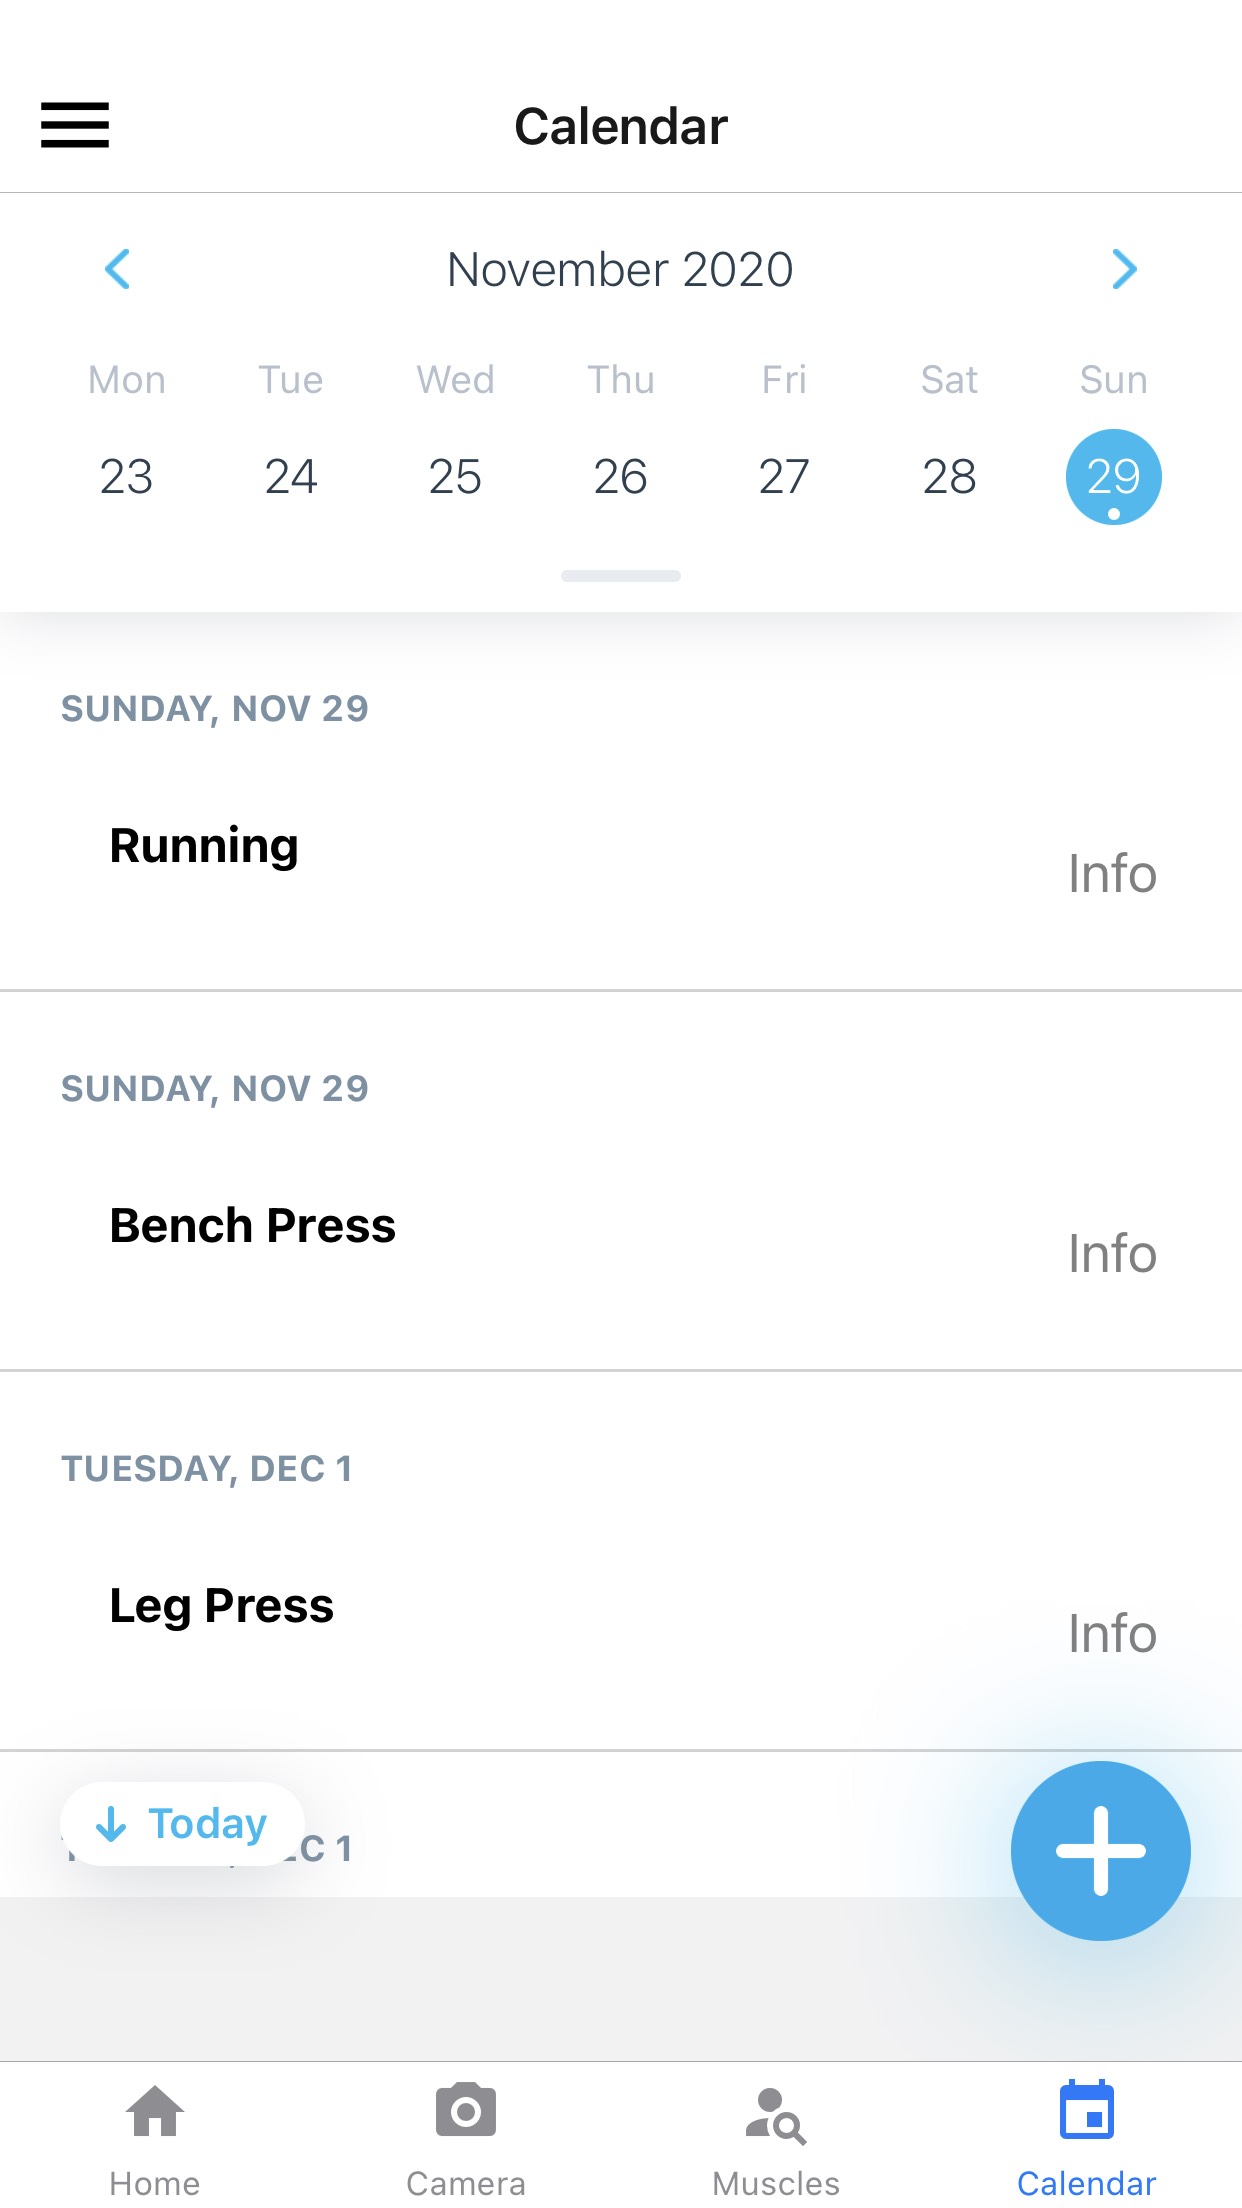 Calendar
November 2020
Mon Tue Wed Thu Fri Sat Sun
23 24 25 26 27 28 29
SUNDAY, NOV 29
Running
Info
SUNDAY, NOV 29
Bench Press
Info
TUESDAY, DEC 1
Leg Press
Info
Today
1
Home Camera Muscles Calendar